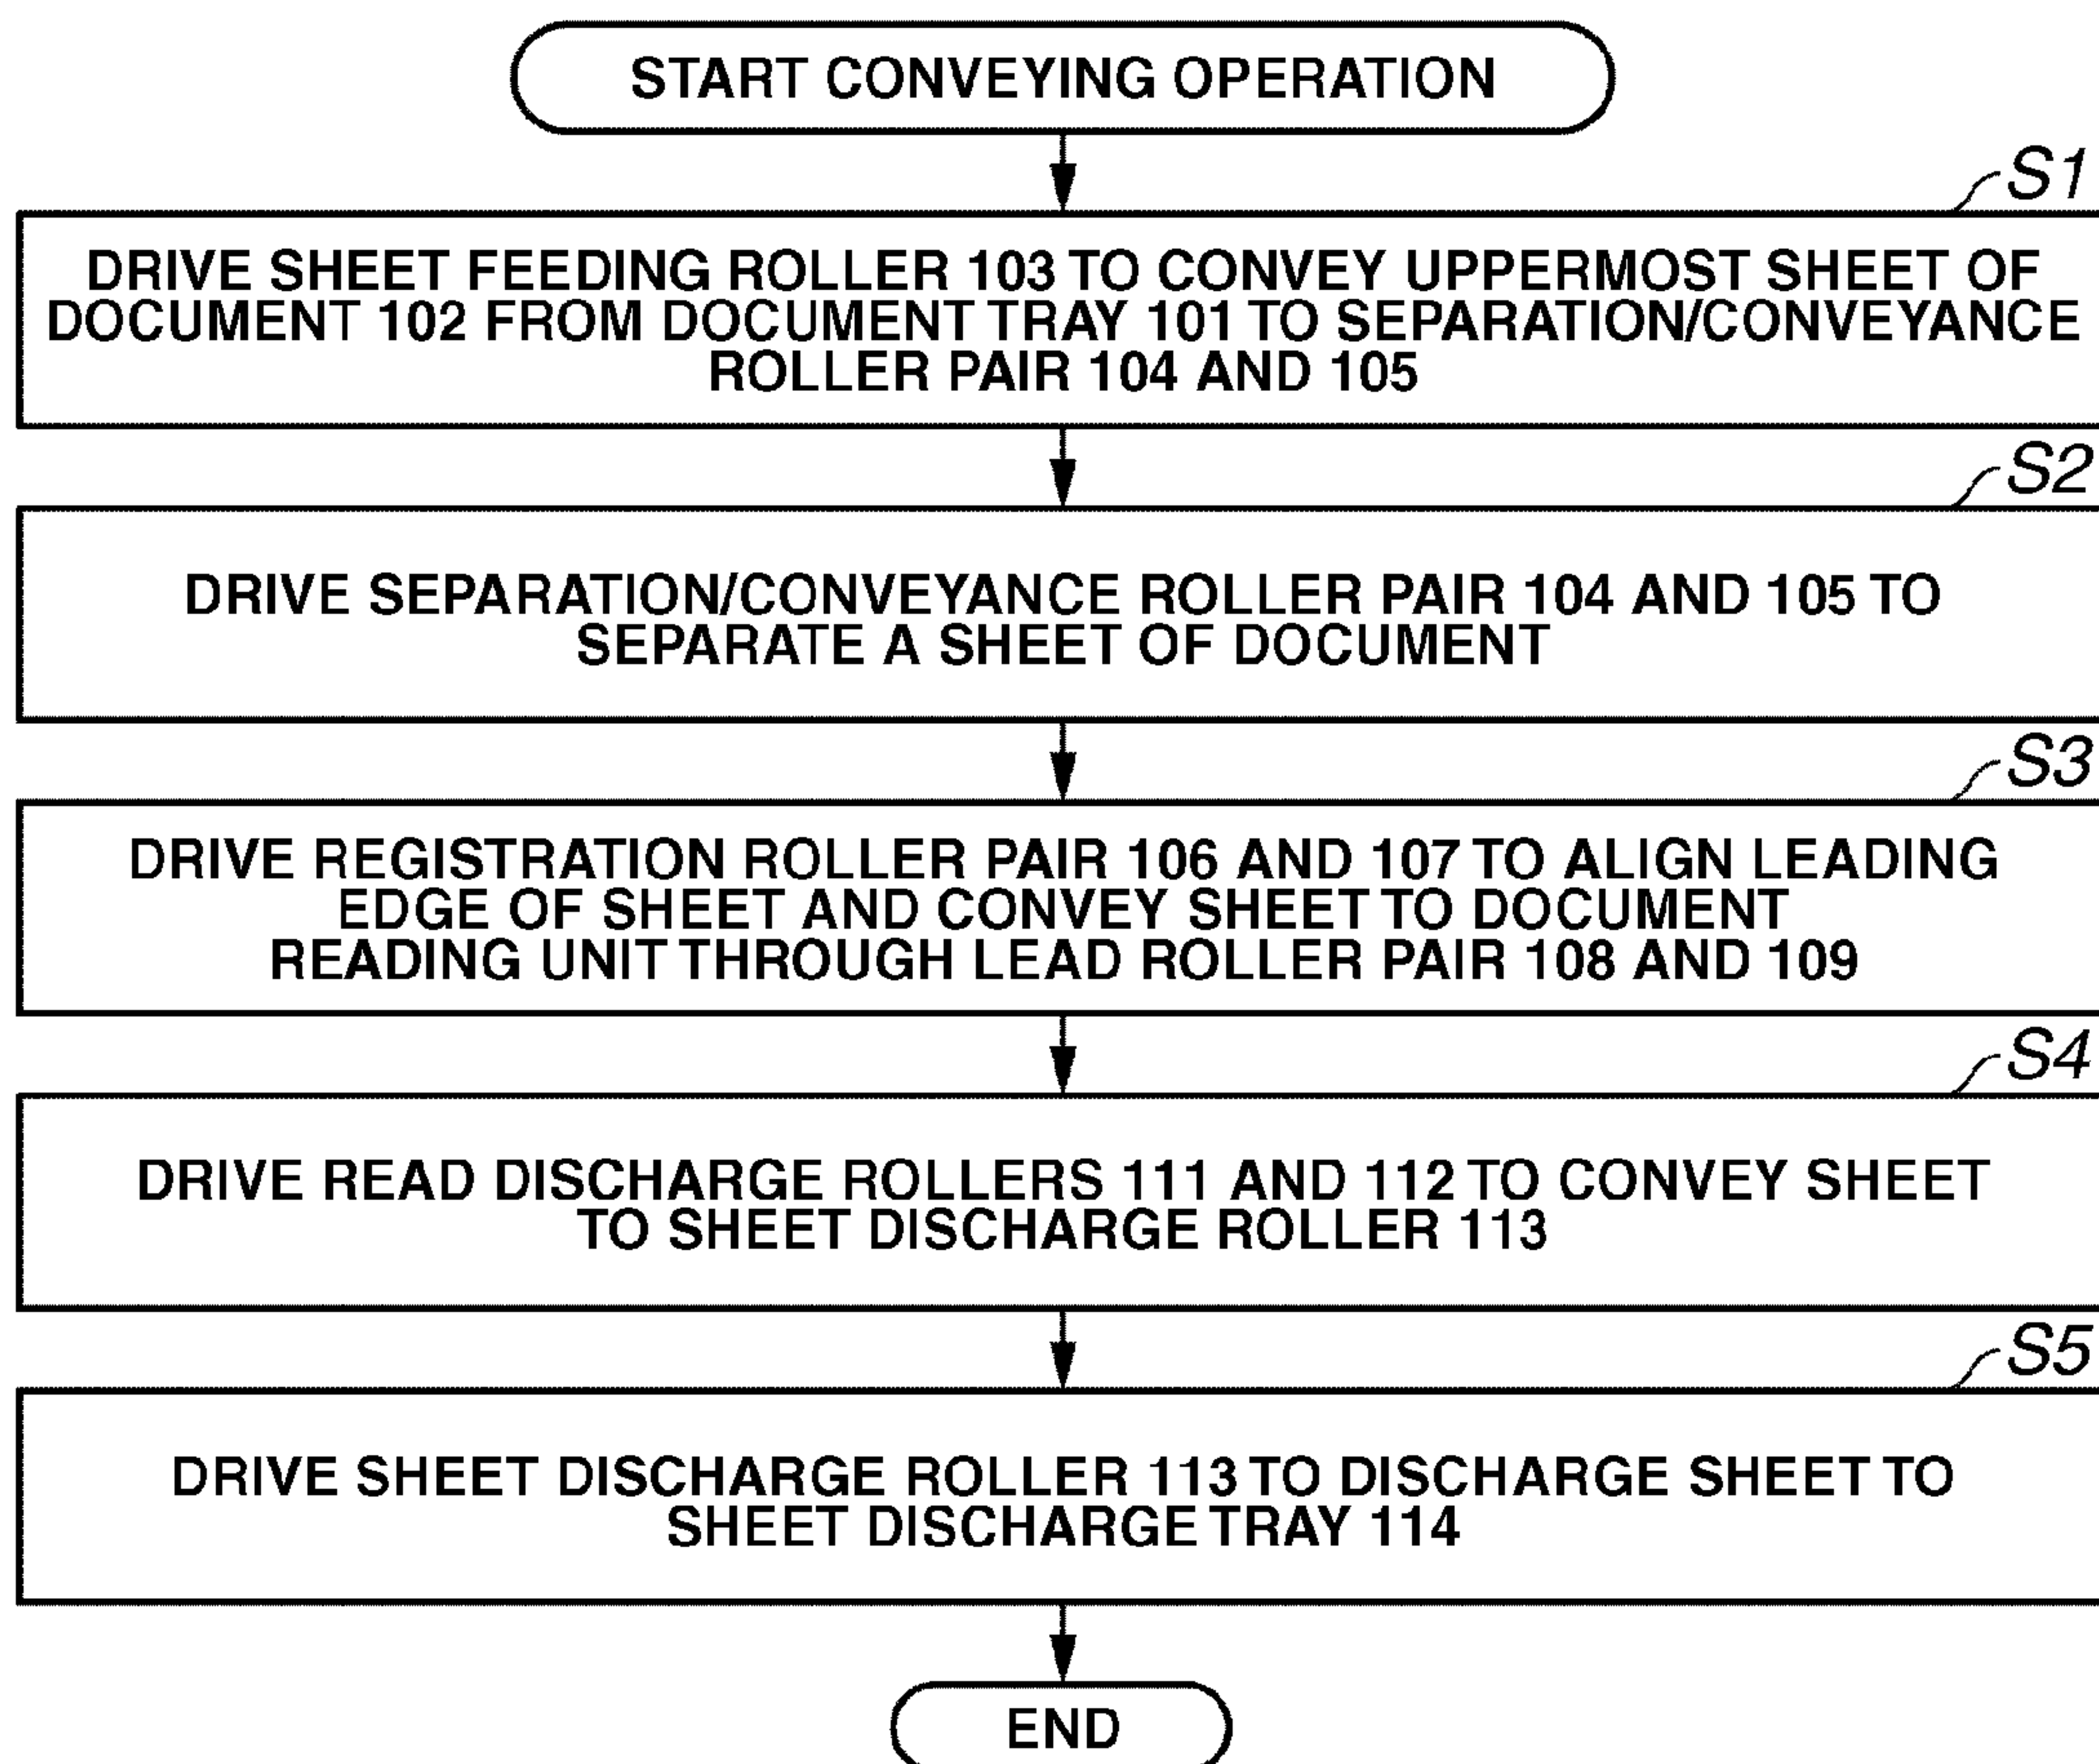 START CONVEYING OPERATION
S1
DRIVE SHEET FEEDING ROLLER 103 TO CONVEY UPPERMOST SHEET OF
DOCUMENT 102 FROM DOCUMENT TRAY 101 TO SEPARATION/CONVEYANCE
ROLLER PAIR 104 AND 105
S2
DRIVE SEPARATION/CONVEYANCE ROLLER PAIR 104 AND 105 TO
SEPARATE A SHEET OF DOCUMENT
S3
DRIVE REGISTRATION ROLLER PAIR 106 AND 107 TO ALIGN LEADING
EDGE OF SHEET AND CONVEY SHEET TO DOCUMENT
READING UNIT THROUGH LEAD ROLLER PAIR 108 AND 109
S4
DRIVE READ DISCHARGE ROLLERS 111 AND 112 TO CONVEY SHEET
TO SHEET DISCHARGE ROLLER 113
S5
DRIVE SHEET DISCHARGE ROLLER 113 TO DISCHARGE SHEET TO
SHEET DISCHARGE TRAY 114
END